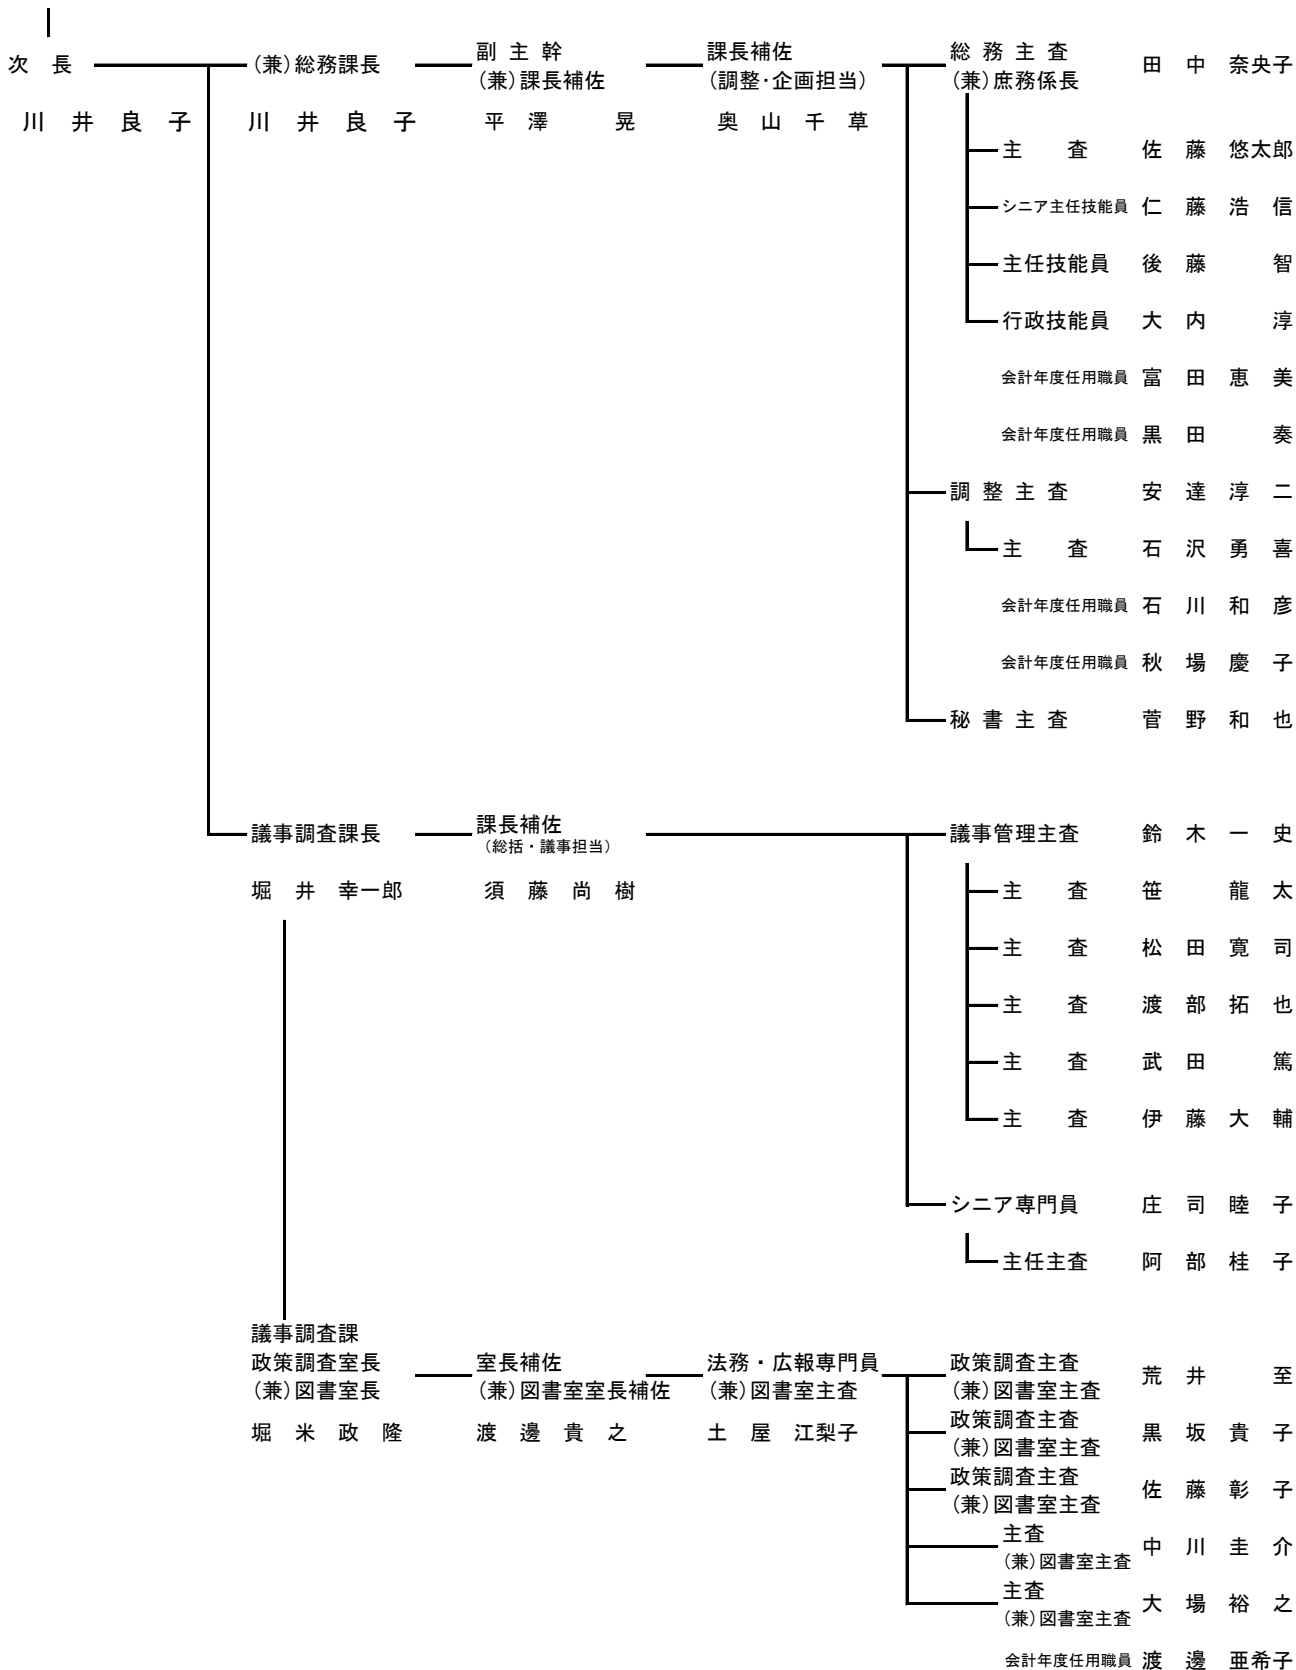 次　長
(兼)総務課長
副 主 幹
(兼)課長補佐
課長補佐
(調整･企画担当)
総 務 主 査
(兼)庶務係長
田　中　奈央子
川　井　良　子
川　井　良　子
平　澤　　　晃
奥　山　千　草
主　　査　佐　藤　悠太郎
シニア主任技能員　仁　藤　浩　信
主任技能員　後　藤　　　智
行政技能員　大　内　　　淳
会計年度任用職員　富　田　恵　美
会計年度任用職員　黒　田　　　奏
調 整 主 査　安　達　淳　二
主　　査　石　沢　勇　喜
会計年度任用職員　石　川　和　彦
会計年度任用職員　秋　場　慶　子
秘 書 主 査　菅　野　和　也
議事調査課長
課長補佐
(総括・議事担当)
議事管理主査　鈴　木　一　史
堀　井　幸一郎
須　藤　尚　樹
主　　査　笹　　　龍　太
主　　査　松　田　寛　司
主　　査　渡　部　拓　也
主　　査　武　田　　　篤
主　　査　伊　藤　大　輔
シニア専門員　庄　司　睦　子
主任主査　阿　部　桂　子
議事調査課
政策調査室長
(兼)図書室長
室長補佐
(兼)図書室室長補佐
法務・広報専門員
(兼)図書室主査
政策調査主査
(兼)図書室主査
荒　井　　　至
堀　米　政　隆
渡　邊　貴　之
土　屋　江梨子
政策調査主査
(兼)図書室主査
黒　坂　貴　子
政策調査主査
(兼)図書室主査
佐　藤　彰　子
主査
(兼)図書室主査
中　川　圭　介
主査
(兼)図書室主査
大　場　裕　之
会計年度任用職員　渡　邊　亜希子